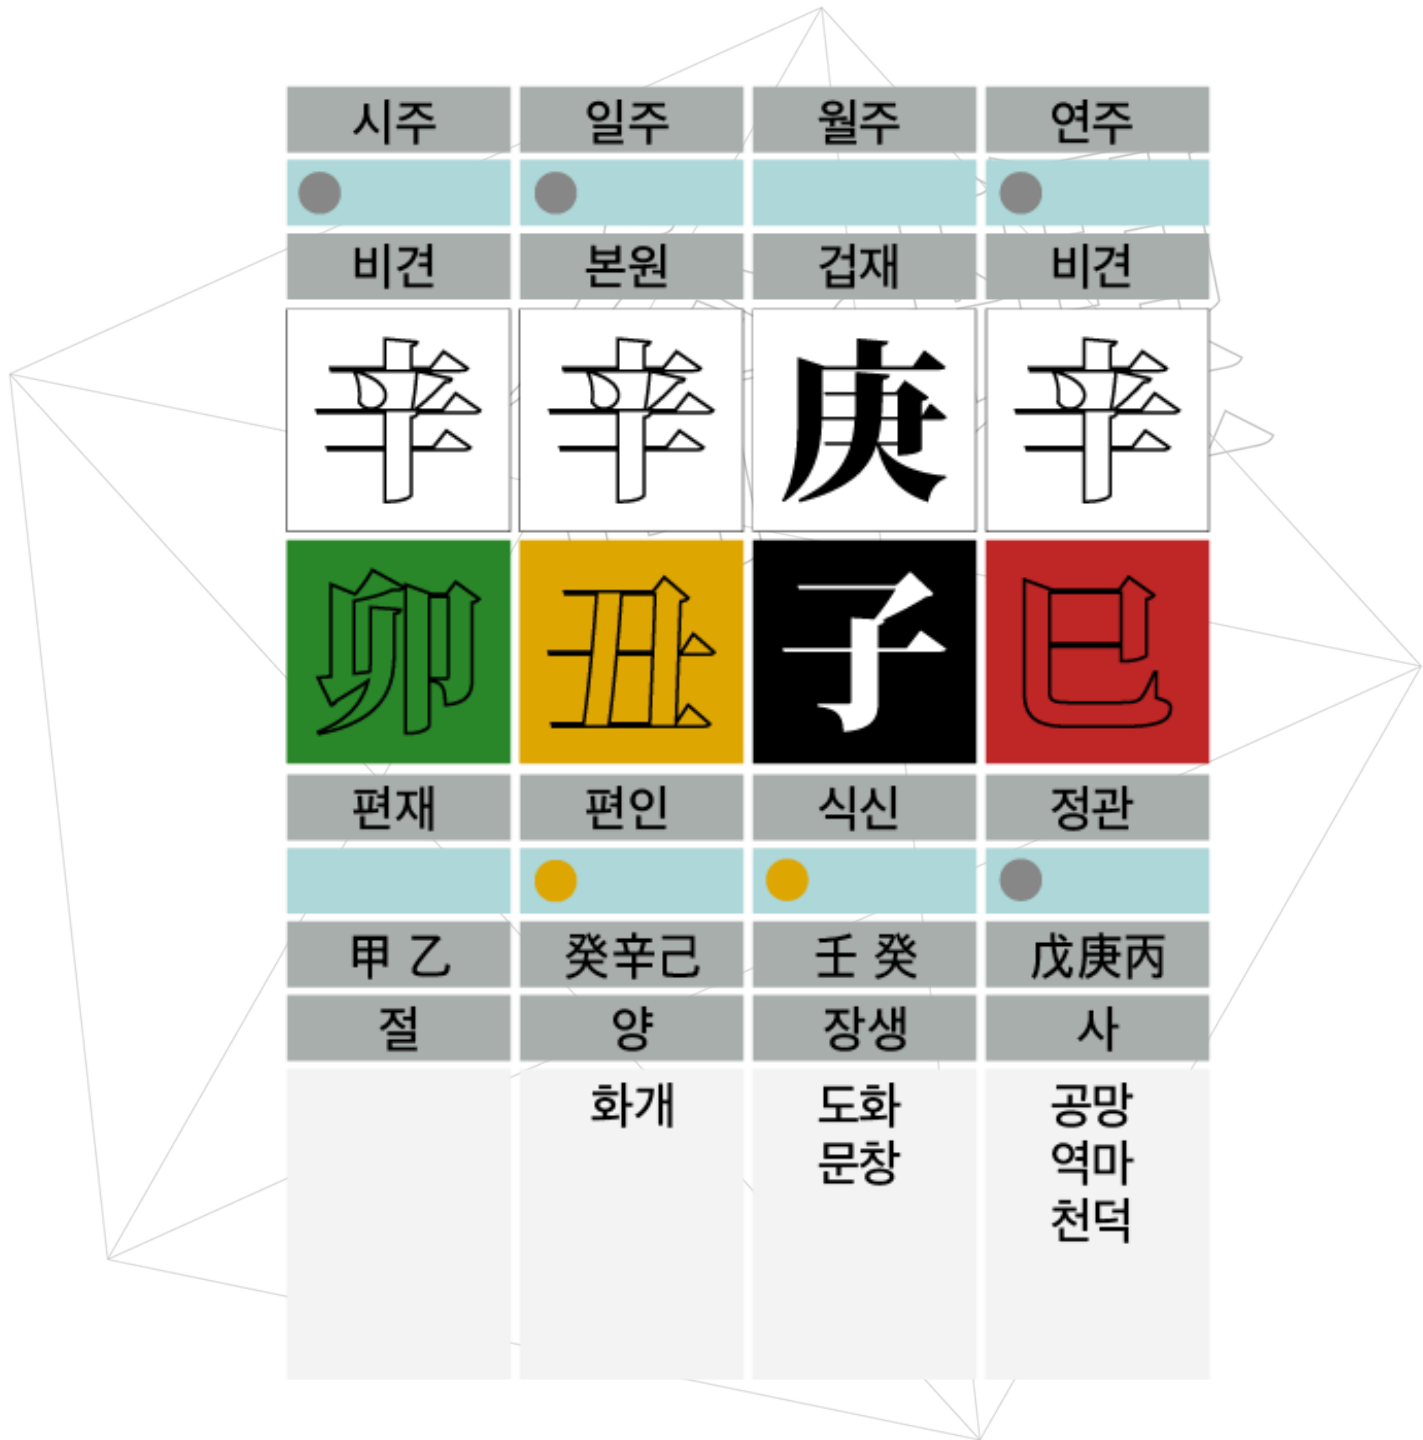 시주 일주 월주 연주
비견 본원 겁재 비견
辛 辛 庚 辛
卯 丑 子 巳
편재 편인 식신 정관
甲 乙 癸辛己 壬 癸 戊庚丙
절 양 장생 사
화개 도화 공망
문창 역마
천덕